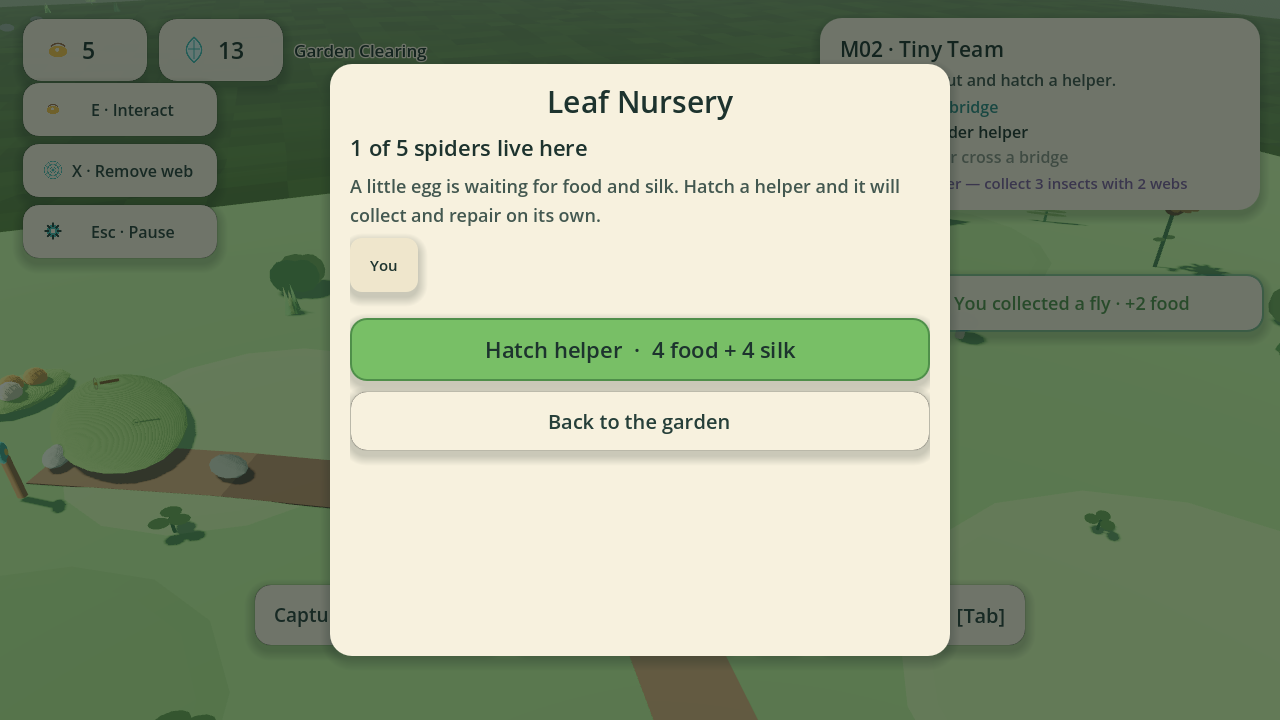 5
13
Garden Clearing
E · Interact
X · Remove web
Esc · Pause
M02 · Tiny Team
ut and hatch a helper.
bridge
der helper
r cross a bridge
er — collect 3 insects with 2 webs
You collected a fly · +2 food
Leaf Nursery
1 of 5 spiders live here
A little egg is waiting for food and silk. Hatch a helper and it will
collect and repair on its own.
You
Hatch helper · 4 food + 4 silk
Back to the garden
Captu
[Tab]